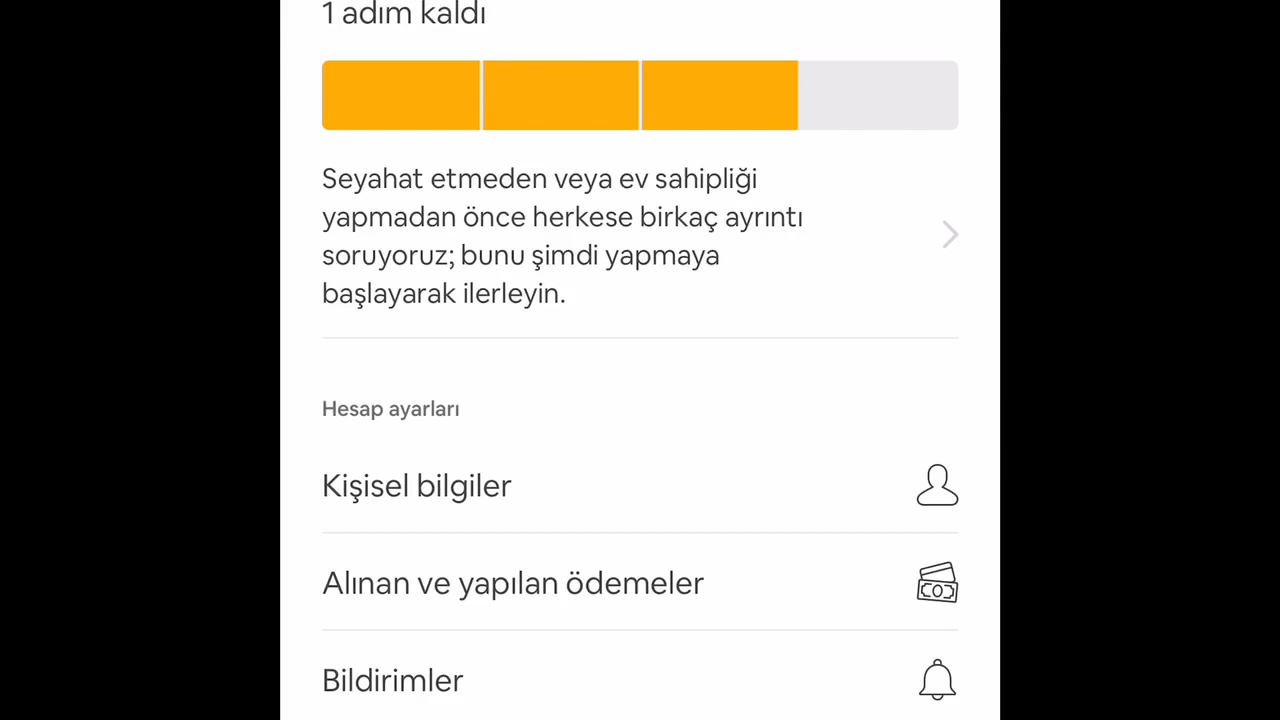 1 adım kaldı
Seyahat etmeden veya ev sahipliği
yapmadan önce herkese birkaç ayrıntı
soruyoruz; bunu şimdi yapmaya
başlayarak ilerleyin.
Hesap ayarları
Kişisel bilgiler
Alınan ve yapılan ödemeler
Bildirimler